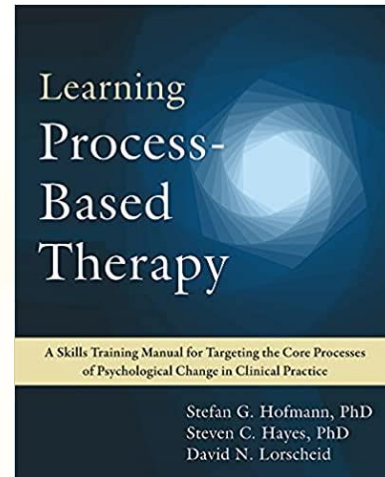 Learning
Process-
Based
Therapy
A Skills Training Manual for Targeting the Core Processes
of Psychological Change in Clinical Practice
Stefan G. Hofmann, PhD
Steven C. Hayes, PhD
David N. Lorscheid